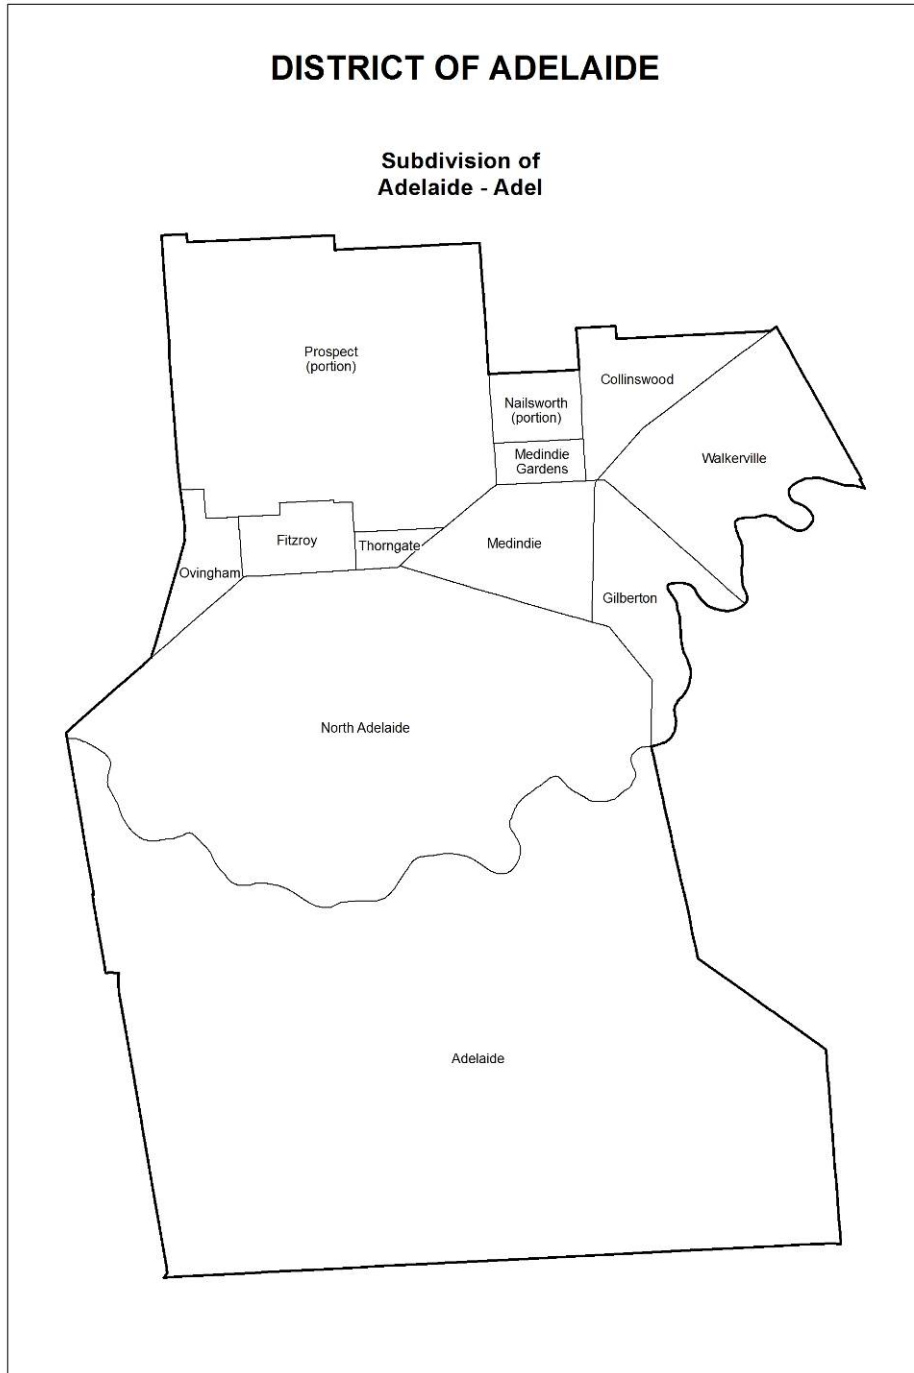 DISTRICT OF ADELAIDE
Subdivision of
Adelaide - Adel
Prospect
(portion)
Collinswood
Nailsworth
(portion)
Medindie
Gardens
Walkerville
Fitzroy
Thorngate
Medindie
Ovingham
Gilberton
North Adelaide
Adelaide